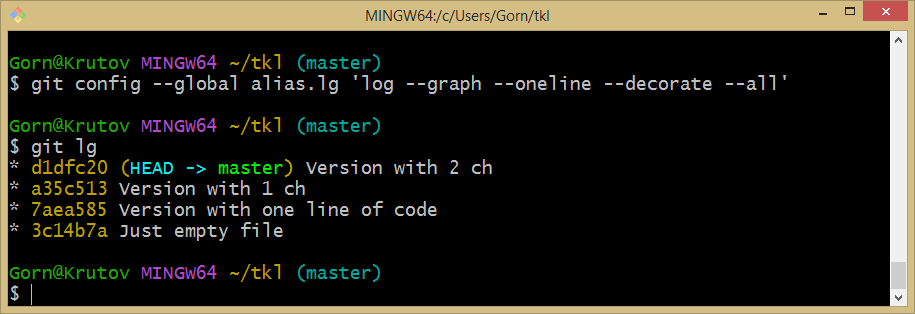 MINGW64:/c/Users/Gorn/tkl
Gorn@Krutov MINGW64 ~/tkl (master)
$ git config --global alias.lg 'log --graph --oneline --decorate --all'
Gorn@Krutov MINGW64 ~/tkl (master)
$ git lg
* d1dfc20 (HEAD -> master) Version with 2 ch
* a35c513 Version with 1 ch
* 7aea585 Version with one line of code
* 3c14b7a Just empty file
Gorn@Krutov MINGW64 ~/tkl (master)
$